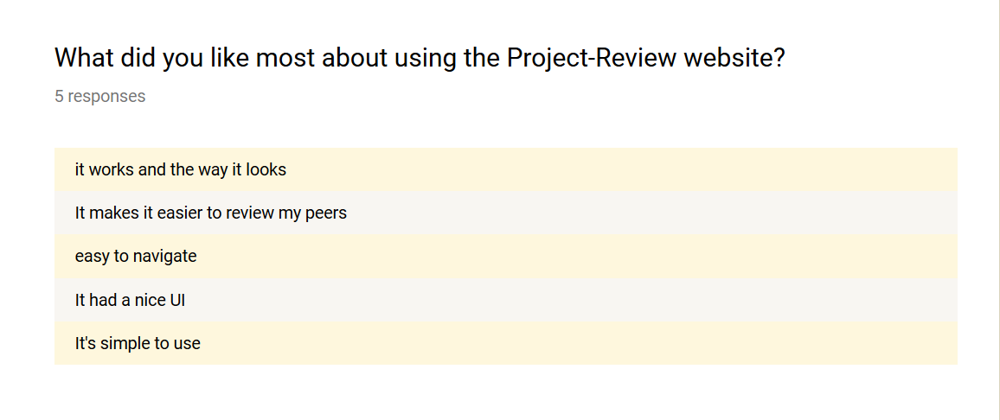 What did you like most about using the Project-Review website?
5 responses
it works and the way it looks
It makes it easier to review my peers
easy to navigate
It had a nice UI
It's simple to use